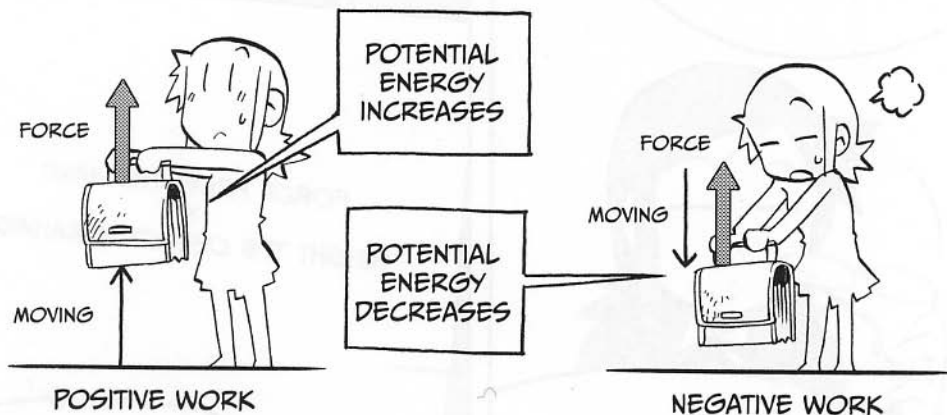 POTENTIAL
ENERGY
INCREASES
FORCE
MOVING
POSITIVE WORK
POTENTIAL
ENERGY
DECREASES
FORCE
MOVING
NEGATIVE WORK